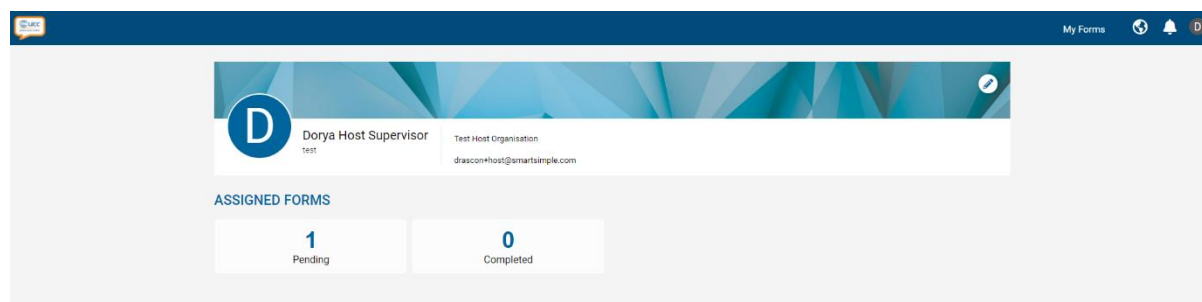 UCC
My Forms
D
D
Dorya Host Supervisor
test
Test Host Organisation
drascon+host@smartsimple.com
ASSIGNED FORMS
1
Pending
0
Completed